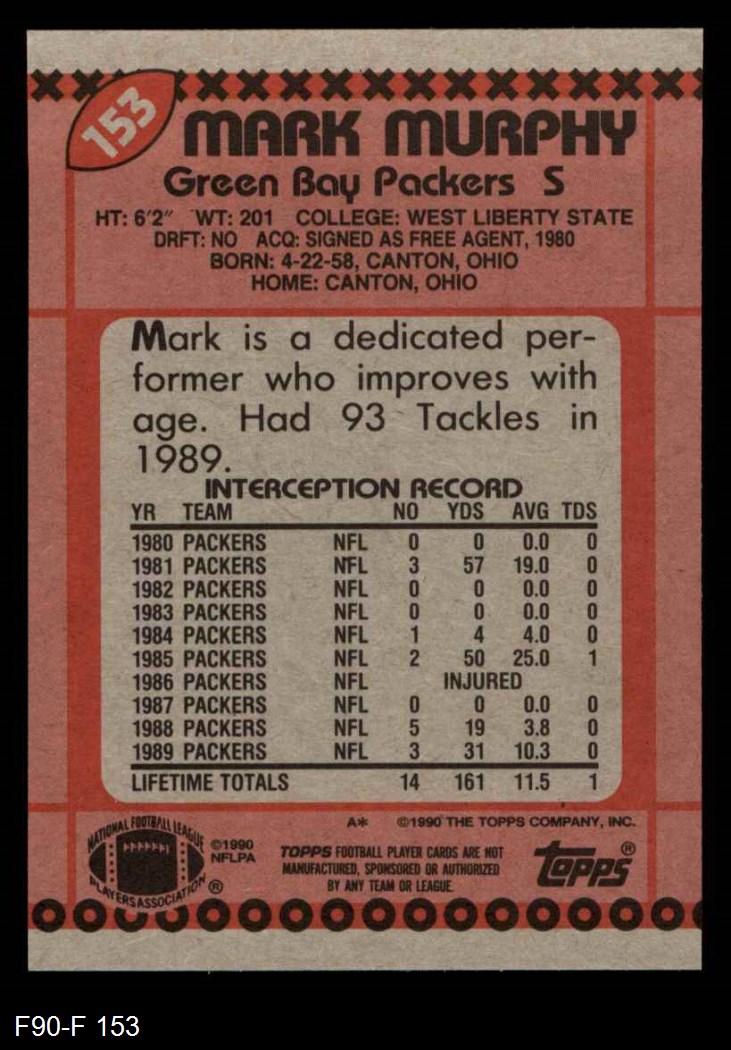 153
MARK MURPHY
Green Bay Packers S
HT: 6'2" WT: 201 COLLEGE: WEST LIBERTY STATE
DRFT: NO ACQ: SIGNED AS FREE AGENT, 1980
BORN: 4-22-58, CANTON, OHIO
HOME: CANTON, OHIO
Mark is a dedicated per-
former who improves with
age. Had 93 Tackles in
1989.
INTERCEPTION RECORD
YR TEAM NO YDS AVG TDS
1980 PACKERS NFL 0 0 0.0 0
1981 PACKERS NFL 3 57 19.0 0
1982 PACKERS NFL 0 0 0.0 0
1983 PACKERS NFL 0 0 0.0 0
1984 PACKERS NFL 1 4 4.0 0
1985 PACKERS NFL 2 50 25.0 1
1986 PACKERS NFL INJURED
1987 PACKERS NFL 0 0 0.0 0
1988 PACKERS NFL 5 19 3.8 0
1989 PACKERS NFL 3 31 10.3 0
LIFETIME TOTALS 14 161 11.5 1
A* ©1990 THE TOPPS COMPANY, INC.
NATIONAL FOOTBALL LEAGUE
PLAYERS ASSOCIATION ®
©1990
NFLPA
TOPPS FOOTBALL PLAYER CARDS ARE NOT
MANUFACTURED, SPONSORED OR AUTHORIZED
BY ANY TEAM OR LEAGUE.
topps®
F90-F 153